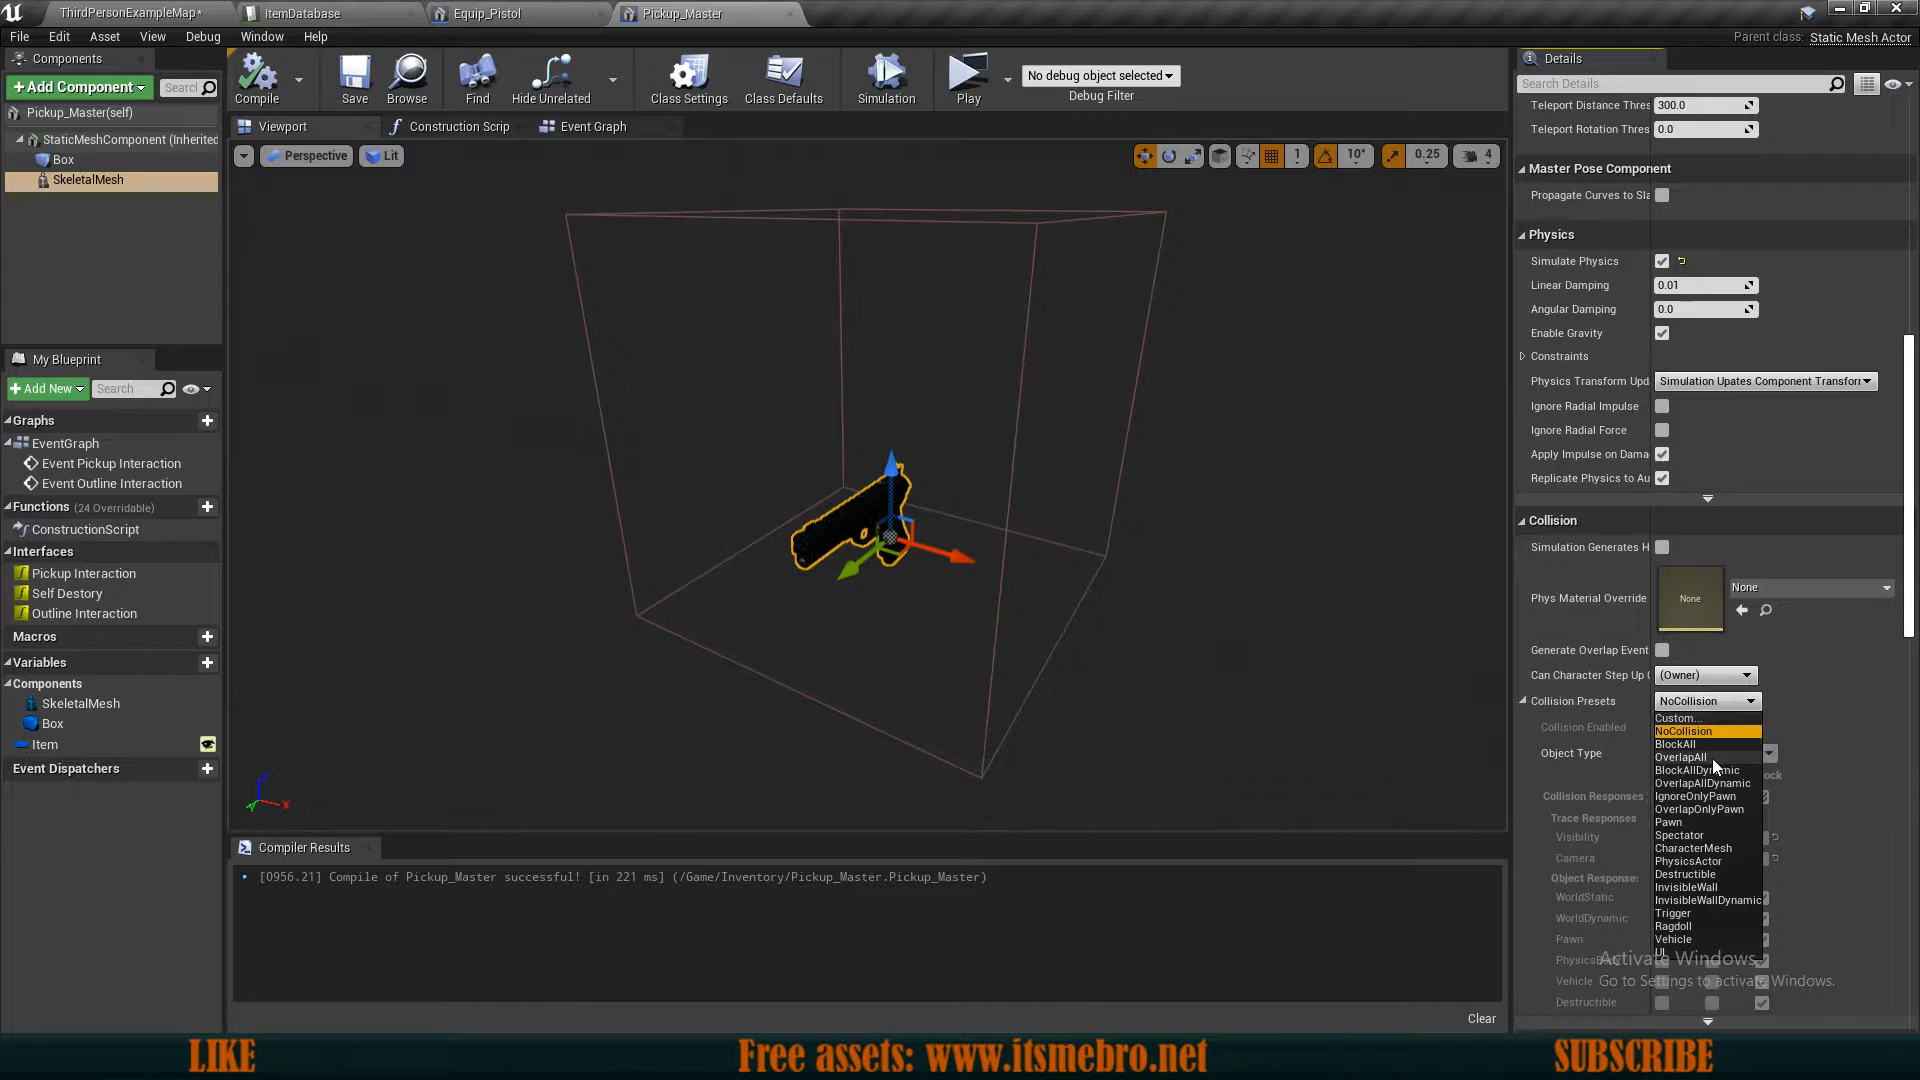 ThirdPersonExampleMap*
ItemDatabase
Equip_Pistol
Pickup_Master
File Edit Asset View Debug Window Help
Parent class: Static Mesh Actor
Components
+ Add Component
Search
Pickup_Master(self)
StaticMeshComponent (Inherited
Box
SkeletalMesh
Compile
Save
Browse
Find
Hide Unrelated
Class Settings
Class Defaults
Simulation
Play
No debug object selected
Debug Filter
Viewport
Construction Scrip
Event Graph
Perspective
Lit
1
10°
0.25
4
My Blueprint
+ Add New
Search
Graphs
EventGraph
Event Pickup Interaction
Event Outline Interaction
Functions (24 Overridable)
ConstructionScript
Interfaces
Pickup Interaction
Self Destory
Outline Interaction
Macros
Variables
Components
SkeletalMesh
Box
Item
Event Dispatchers
Z
X
Y
Compiler Results
[0956.21] Compile of Pickup_Master successful! [in 221 ms] (/Game/Inventory/Pickup_Master.Pickup_Master)
Clear
Details
Search Details
Teleport Distance Thres 300.0
Teleport Rotation Thres 0.0
Master Pose Component
Propagate Curves to Sla
Physics
Simulate Physics
Linear Damping 0.01
Angular Damping 0.0
Enable Gravity
Constraints
Physics Transform Upd Simulation Upates Component Transforr
Ignore Radial Impulse
Ignore Radial Force
Apply Impulse on Dama
Replicate Physics to Au
Collision
Simulation Generates H
Phys Material Override None None
Generate Overlap Event
Can Character Step Up (Owner)
Collision Presets NoCollision
Collision Enabled
Object Type
Collision Responses
Trace Responses
Visibility
Camera
Object Response
WorldStatic
WorldDynamic
Pawn
Vehicle
Destructible
Custom...
NoCollision
BlockAll
OverlapAll
BlockAllDynamic
OverlapAllDynamic
IgnoreOnlyPawn
OverlapOnlyPawn
Pawn
Spectator
CharacterMesh
PhysicsActor
Destructible
InvisibleWall
InvisibleWallDynamic
Trigger
Ragdoll
Vehicle
UI
Activate Windows
Go to Settings to activate Windows.
LIKE
Free assets: www.itsmebro.net
SUBSCRIBE